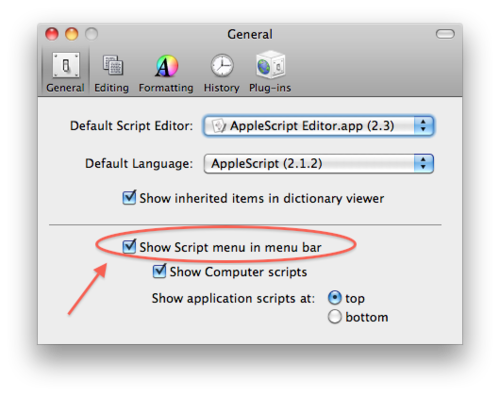 General
General Editing Formatting History Plug-ins
Default Script Editor: AppleScript Editor.app (2.3)
Default Language: AppleScript (2.1.2)
Show inherited items in dictionary viewer
Show Script menu in menu bar
Show Computer scripts
Show application scripts at: top
bottom